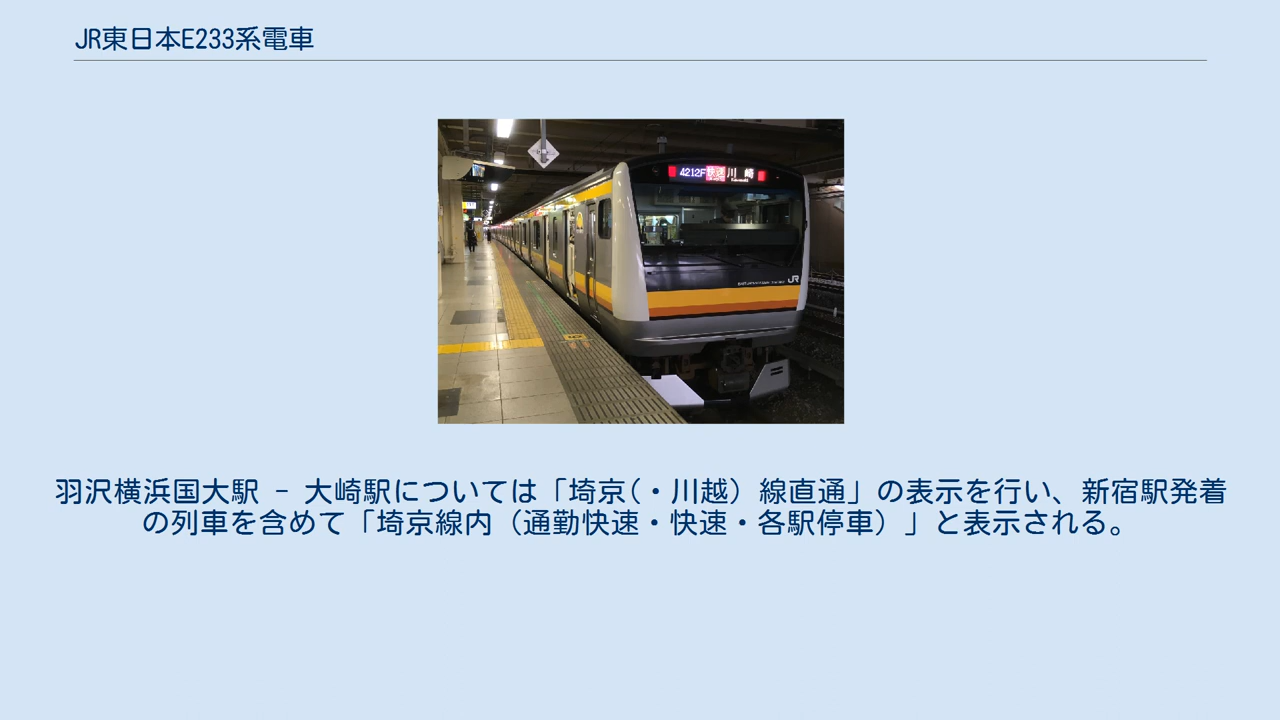 JR東日本E233系電車
4212F 快速 川崎
JR
羽沢横浜国大駅 － 大崎駅については「埼京(・川越）線直通」の表示を行い、新宿駅発着
の列車を含めて「埼京線内（通勤快速・快速・各駅停車）」と表示される。